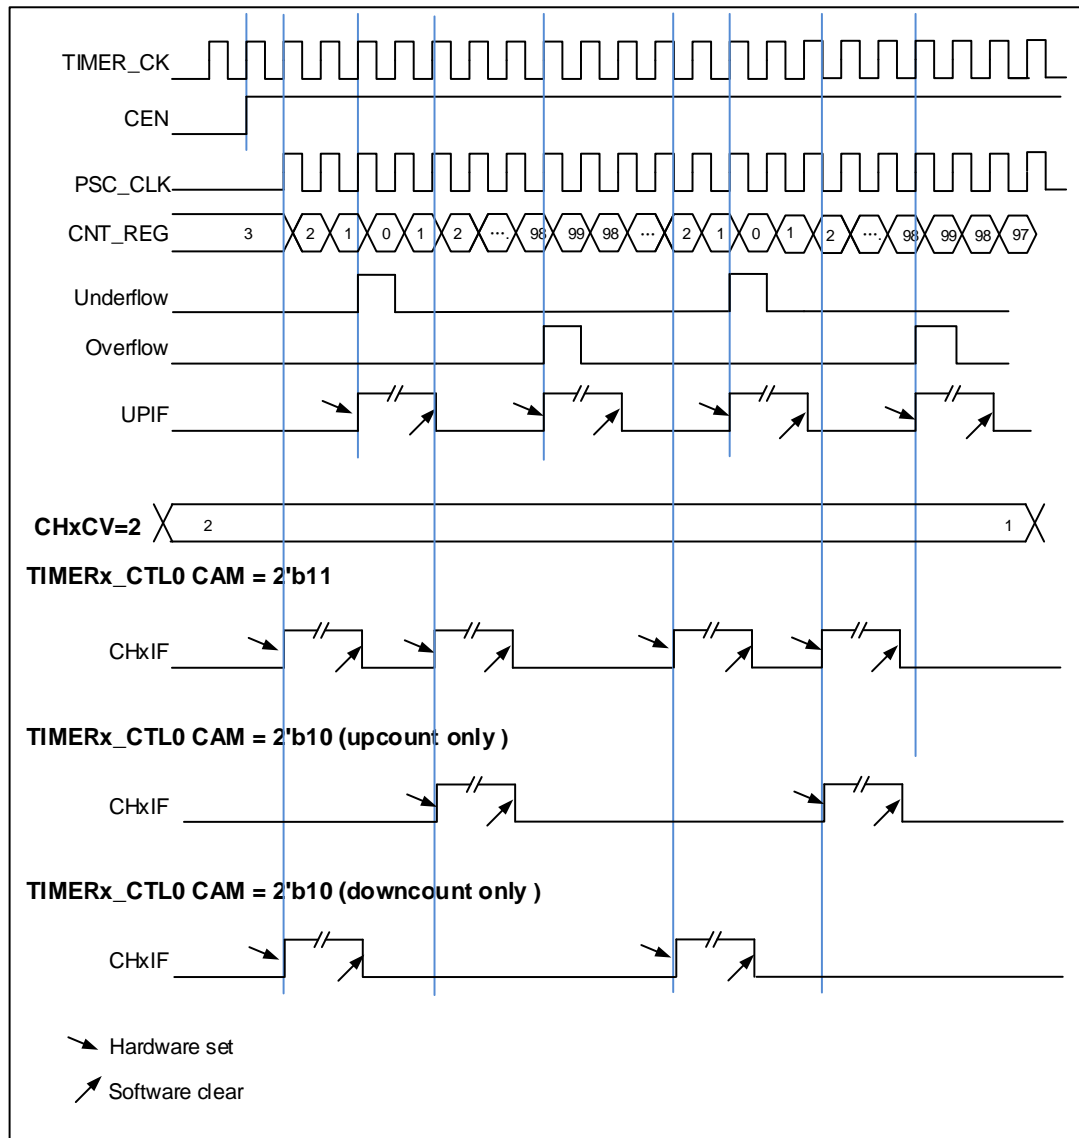 TIMER_CK
CEN
PSC_CLK
CNT_REG 3 2 1 0 1 2 .... 98 99 98 ... 2 1 0 1 2 .... 98 99 98 97
Underflow
Overflow
UPIF
CHxCV=2 2 1
TIMERx_CTL0 CAM = 2'b11
CHxIF
TIMERx_CTL0 CAM = 2'b10 (upcount only )
CHxIF
TIMERx_CTL0 CAM = 2'b10 (downcount only )
CHxIF
Hardware set
Software clear